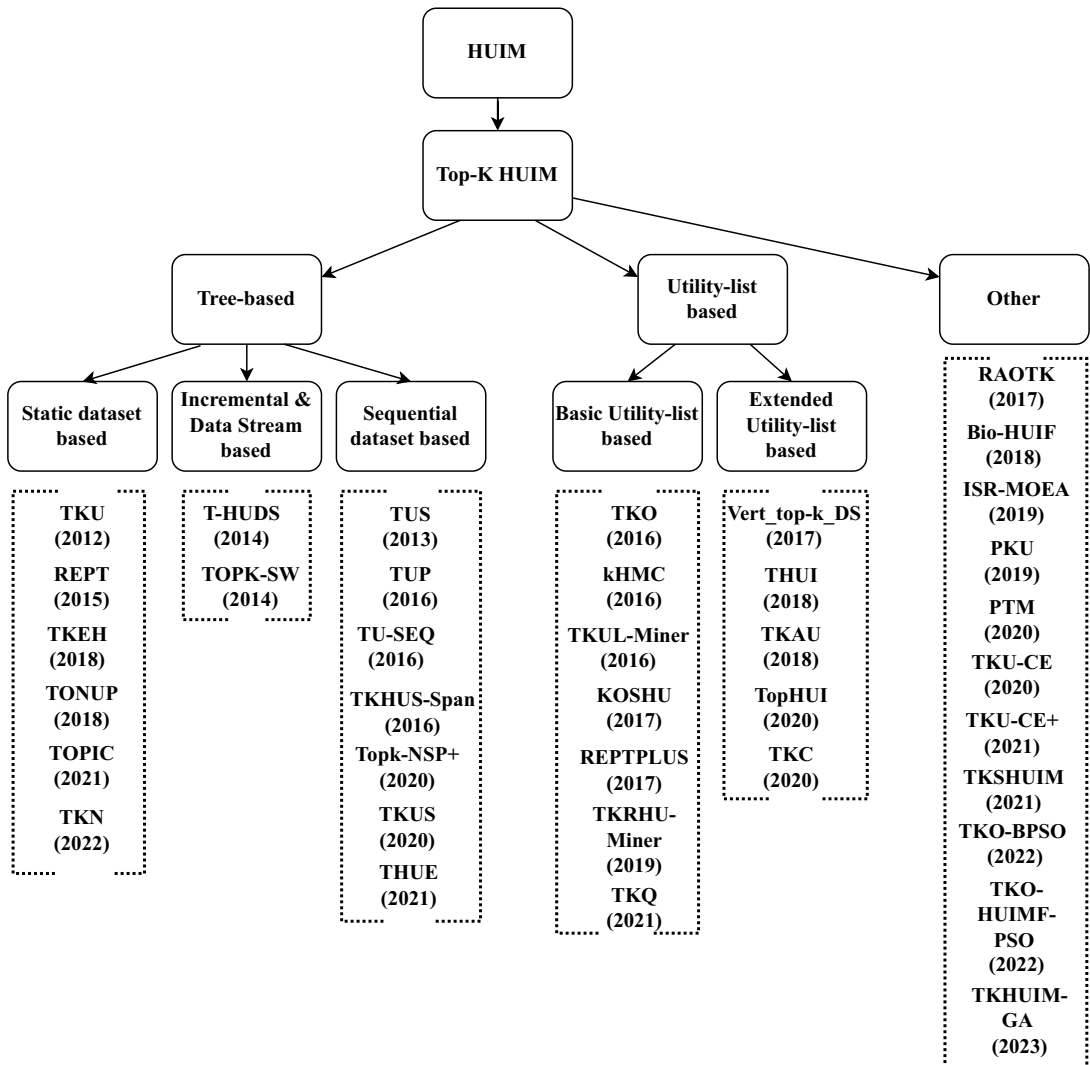 HUIM
Top-K HUIM
Tree-based
Utility-list
based
Other
Static dataset
based
Incremental &
Data Stream
based
Sequential
dataset based
Basic Utility-list
based
Extended
Utility-list
based
TKU
(2012)
REPT
(2015)
TKEH
(2018)
TONUP
(2018)
TOPIC
(2021)
TKN
(2022)
T-HUDS
(2014)
TOPK-SW
(2014)
TUS
(2013)
TUP
(2016)
TU-SEQ
(2016)
TKHUS-Span
(2016)
Topk-NSP+
(2020)
TKUS
(2020)
THUE
(2021)
TKO
(2016)
kHMC
(2016)
TKUL-Miner
(2016)
KOSHU
(2017)
REPTPLUS
(2017)
TKRHU-
Miner
(2019)
TKQ
(2021)
Vert_top-k_DS
(2017)
THUI
(2018)
TKAU
(2018)
TopHUI
(2020)
TKC
(2020)
RAOTK
(2017)
Bio-HUIF
(2018)
ISR-MOEA
(2019)
PKU
(2019)
PTM
(2020)
TKU-CE
(2020)
TKU-CE+
(2021)
TKSHUIM
(2021)
TKO-BPSO
(2022)
TKO-
HUIMF-
PSO
(2022)
TKHUIM-
GA
(2023)